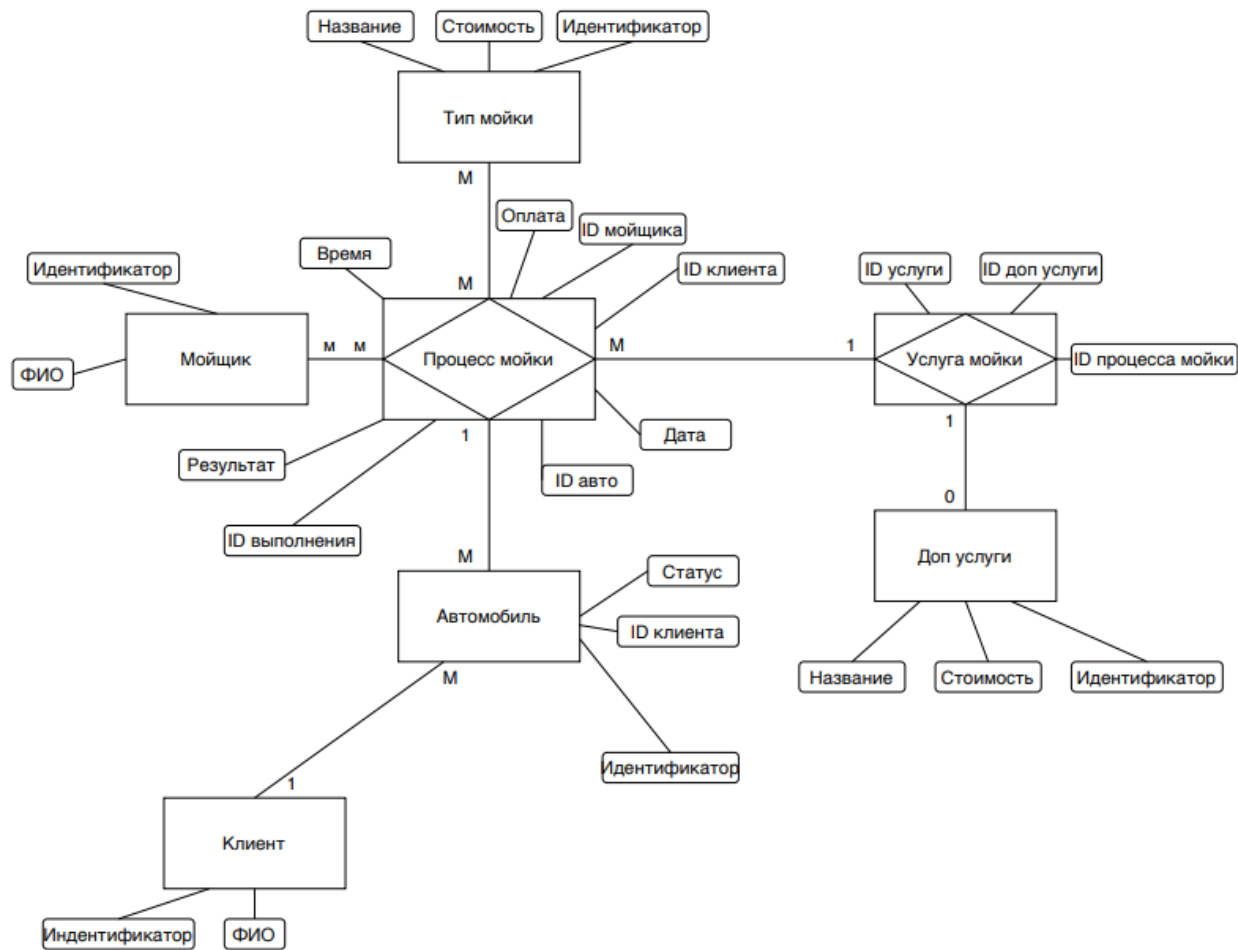 Название
Стоимость
Идентификатор
Тип мойки
М
Оплата
ID мойщика
Время
ID клиента
ID услуги
ID доп услуги
Идентификатор
М
Мойщик
м м
Процесс мойки
М
1
Услуга мойки
ID процесса мойки
ФИО
1
Дата
1
Результат
ID авто
0
ID выполнения
М
Статус
Доп услуги
Автомобиль
ID клиента
М
Название
Стоимость
Идентификатор
Идентификатор
1
Клиент
Индентификатор
ФИО